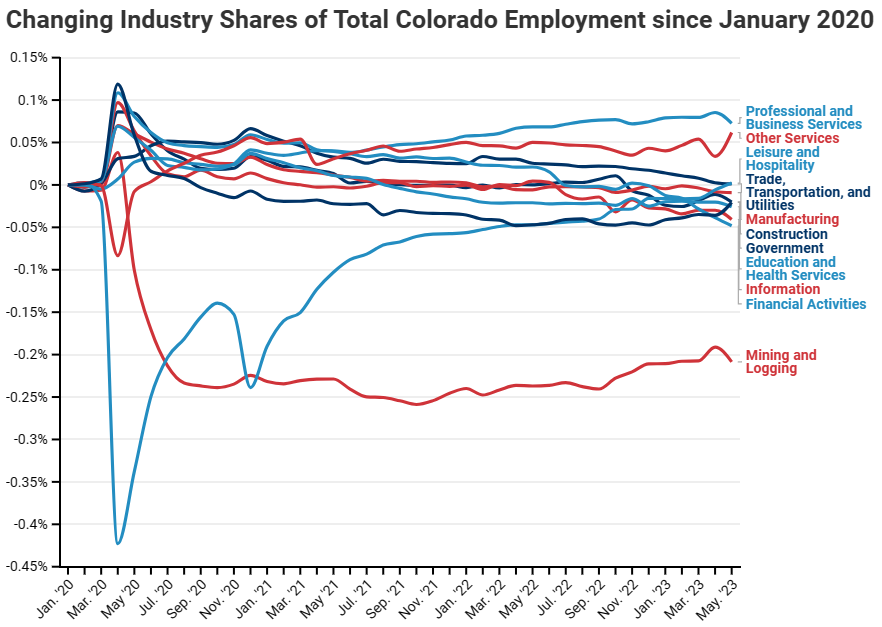 Changing Industry Shares of Total Colorado Employment since January 2020
0.15%
0.1%
0.05%
0%
-0.05%
-0.1%
-0.15%
-0.2%
-0.25%
-0.3%
-0.35%
-0.4%
-0.45%
Professional and
Business Services
Other Services
Leisure and
Hospitality
Trade,
Transportation, and
Utilities
Manufacturing
Construction
Government
Education and
Health Services
Information
Financial Activities
Mining and
Logging
Jan. '20
Mar. '20
May '20
Jul. '20
Sep. '20
Nov. '20
Jan. '21
Mar. '21
May '21
Jul. '21
Sep. '21
Nov. '21
Jan. '22
Mar. '22
May '22
Jul. '22
Sep. '22
Nov. '22
Jan. '23
Mar. '23
May. '23